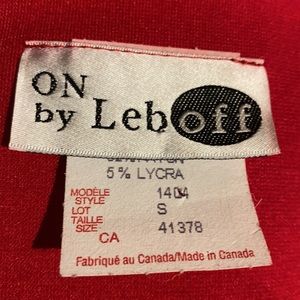 ON
by Leboff
5% LYCRA
MODÈLE
STYLE 1404
LOT S
TAILLE
SIZE: 41378
CA
Fabriqué au Canada/Made in Canada